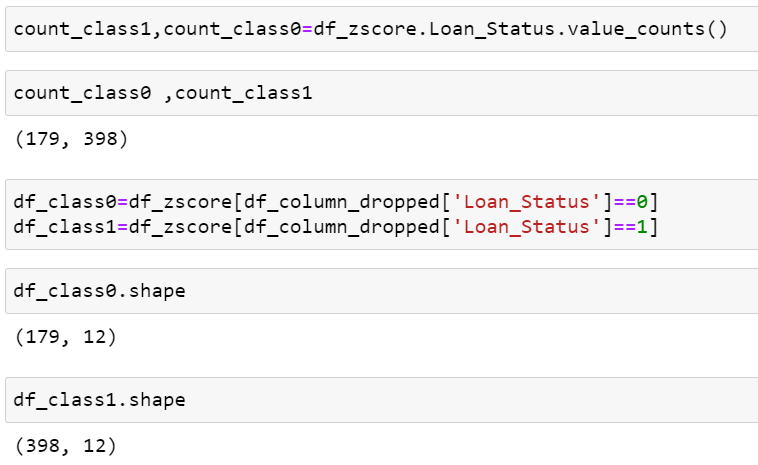 count_class1,count_class0=df_zscore.Loan_Status.value_counts()
count_class0 ,count_class1
(179, 398)
df_class0=df_zscore[df_column_dropped['Loan_Status']==0]
df_class1=df_zscore[df_column_dropped['Loan_Status']==1]
df_class0.shape
(179, 12)
df_class1.shape
(398, 12)